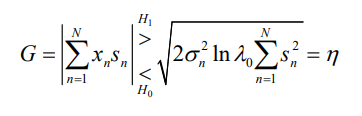 G = |∑_{n=1}^{N} x_n s_n| >^{H_1} <_{H_0} √(2σ_n^2 ln λ_0 ∑_{n=1}^{N} s_n^2) = η